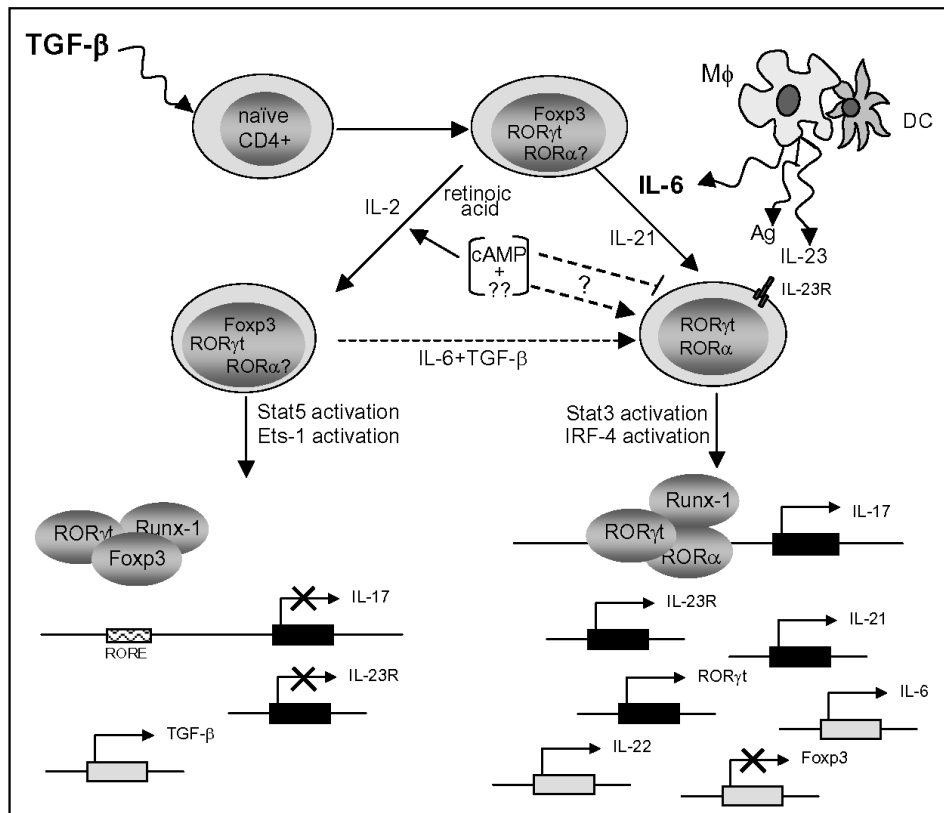 TGF-β
naïve
CD4+
Foxp3
RORγt
RORα?
Mϕ
DC
IL-6
Ag
IL-23
IL-23R
IL-2
retinoic
acid
IL-21
cAMP
+
??
?
Foxp3
RORγt
RORα?
IL-6+TGF-β
RORγt
RORα
Stat5 activation
Ets-1 activation
Stat3 activation
IRF-4 activation
RORγt
Runx-1
Foxp3
Runx-1
RORγt
RORα
IL-17
IL-17
RORE
IL-23R
TGF-β
IL-23R
IL-21
RORγt
IL-6
IL-22
Foxp3